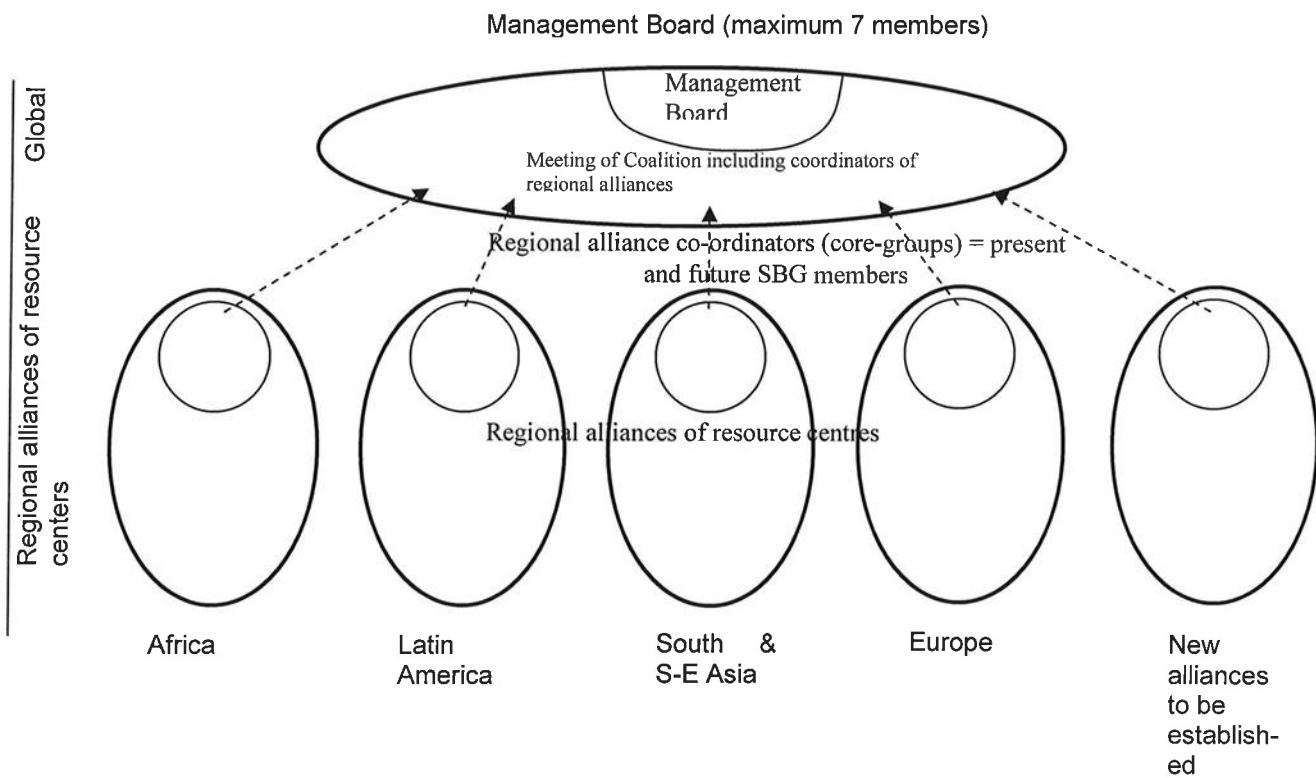 Management Board (maximum 7 members)
Global
Management
Board
Meeting of Coalition including coordinators of
regional alliances
Regional alliance co-ordinators (core-groups) = present
and future SBG members
Regional alliances of resource
centers
Regional alliances of resource centres
Africa
Latin
America
South &
S-E Asia
Europe
New
alliances
to be
establish-
ed